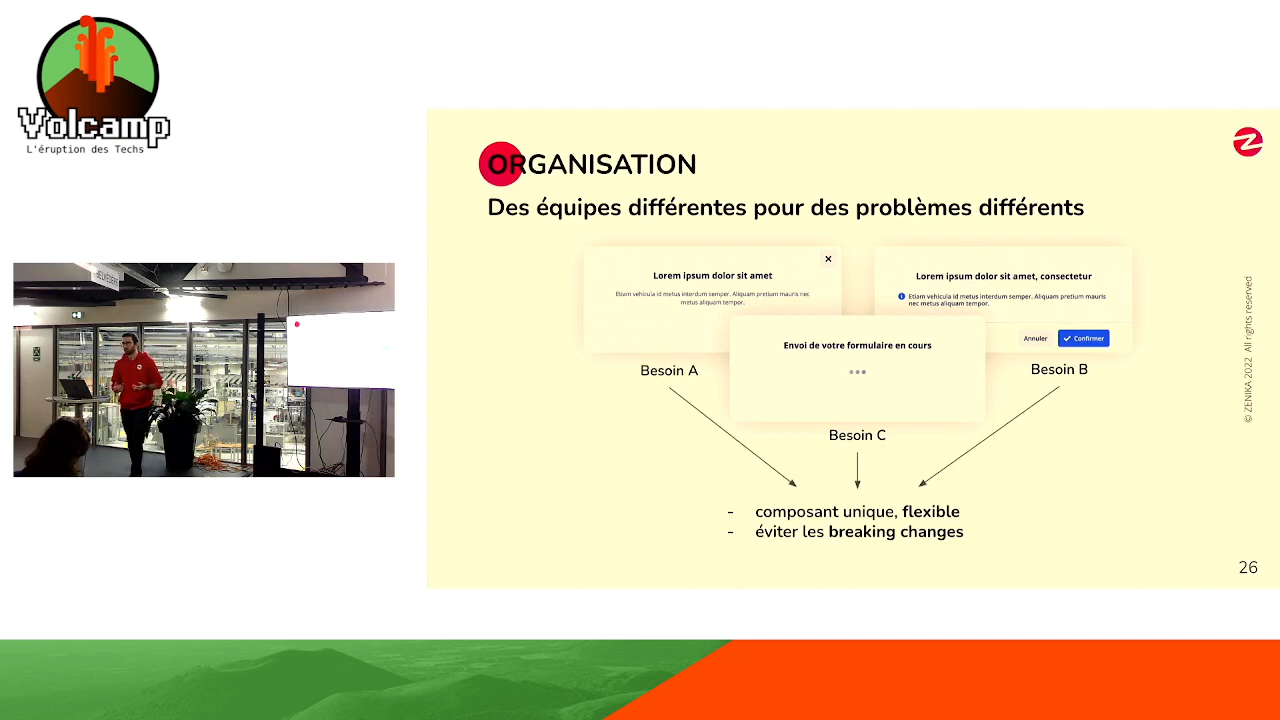 Volcamp
L'éruption des Techs
ORGANISATION
Des équipes différentes pour des problèmes différents
Lorem ipsum dolor sit amet
Etiam vehicula id metus interdum semper. Aliquam pretium mauris nec
metus aliquam tempor.
Lorem ipsum dolor sit amet, consectetur
Etiam vehicula id metus interdum semper. Aliquam pretium mauris
nec metus aliquam tempor.
Annuler
Confirmer
Envoi de votre formulaire en cours
Besoin A
Besoin B
Besoin C
- composant unique, flexible
- éviter les breaking changes
© ZENIKA 2022 All rights reserved
26
BELVÉDÈRE